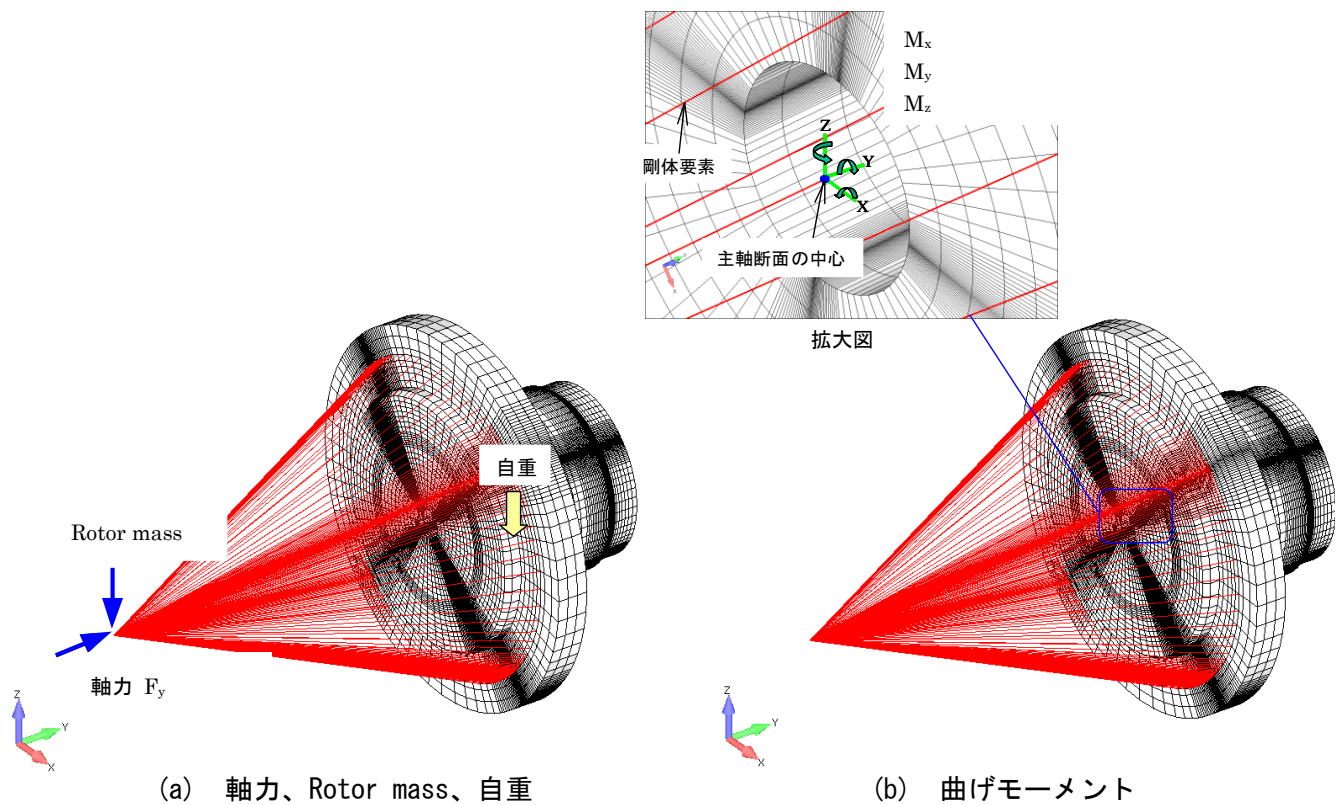 Mx
My
Mz
Z
Y
X
剛体要素
主軸断面の中心
拡大図
自重
Rotor mass
軸力 Fy
Z
Y
X
Z
Y
X
(a) 軸力、Rotor mass、自重
(b) 曲げモーメント